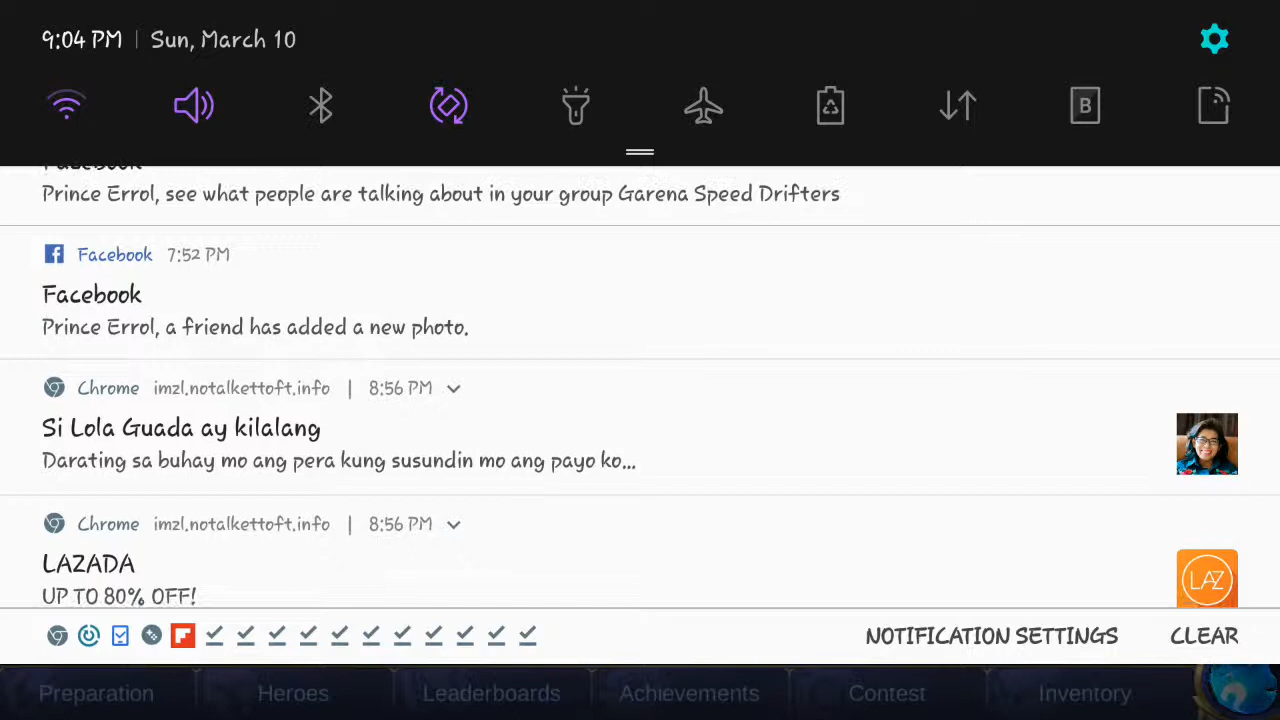 9:04 PM | Sun, March 10
Facebook
Prince Errol, see what people are talking about in your group Garena Speed Drifters
Facebook 7:52 PM
Facebook
Prince Errol, a friend has added a new photo.
Chrome imzl.notalkettoft.info | 8:56 PM
Si Lola Guada ay kilalang
Darating sa buhay mo ang pera kung susundin mo ang payo ko...
Chrome imzl.notalkettoft.info | 8:56 PM
LAZADA
UP TO 80% OFF!
LAZ
NOTIFICATION SETTINGS CLEAR
Preparation Heroes Leaderboards Achievements Contest Inventory